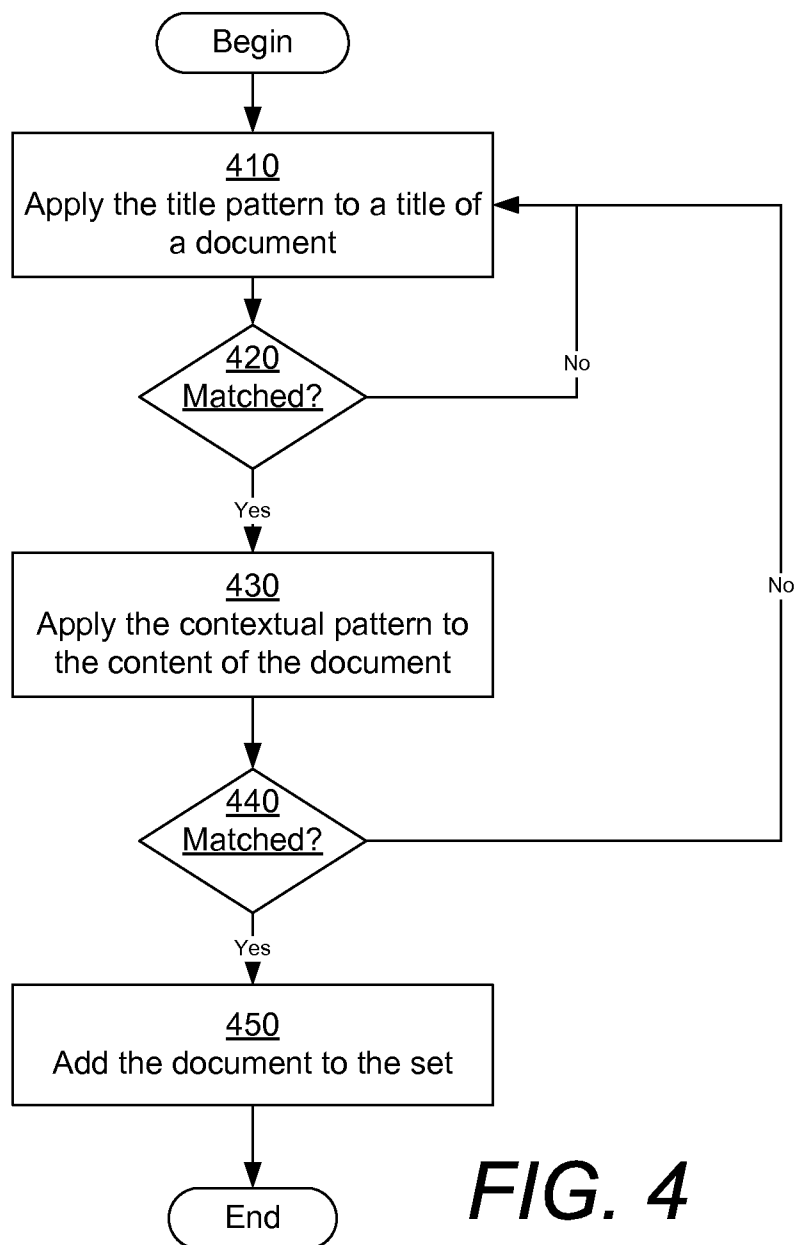 Begin
410
Apply the title pattern to a title of
a document
420
Matched?
No
Yes
430
Apply the contextual pattern to
the content of the document
No
440
Matched?
Yes
450
Add the document to the set
End
FIG. 4